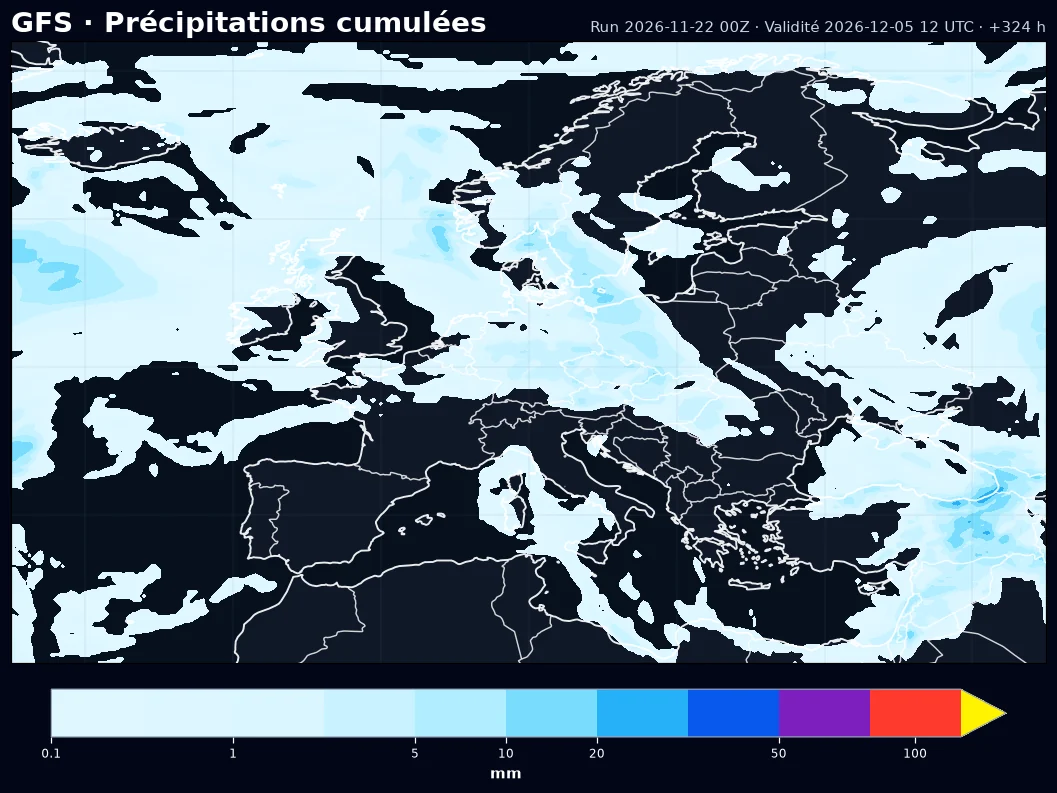 GFS · Précipitations cumulées
Run 2026-11-22 00Z · Validité 2026-12-05 12 UTC · +324 h
0.1 1 5 10 20 50 100
mm